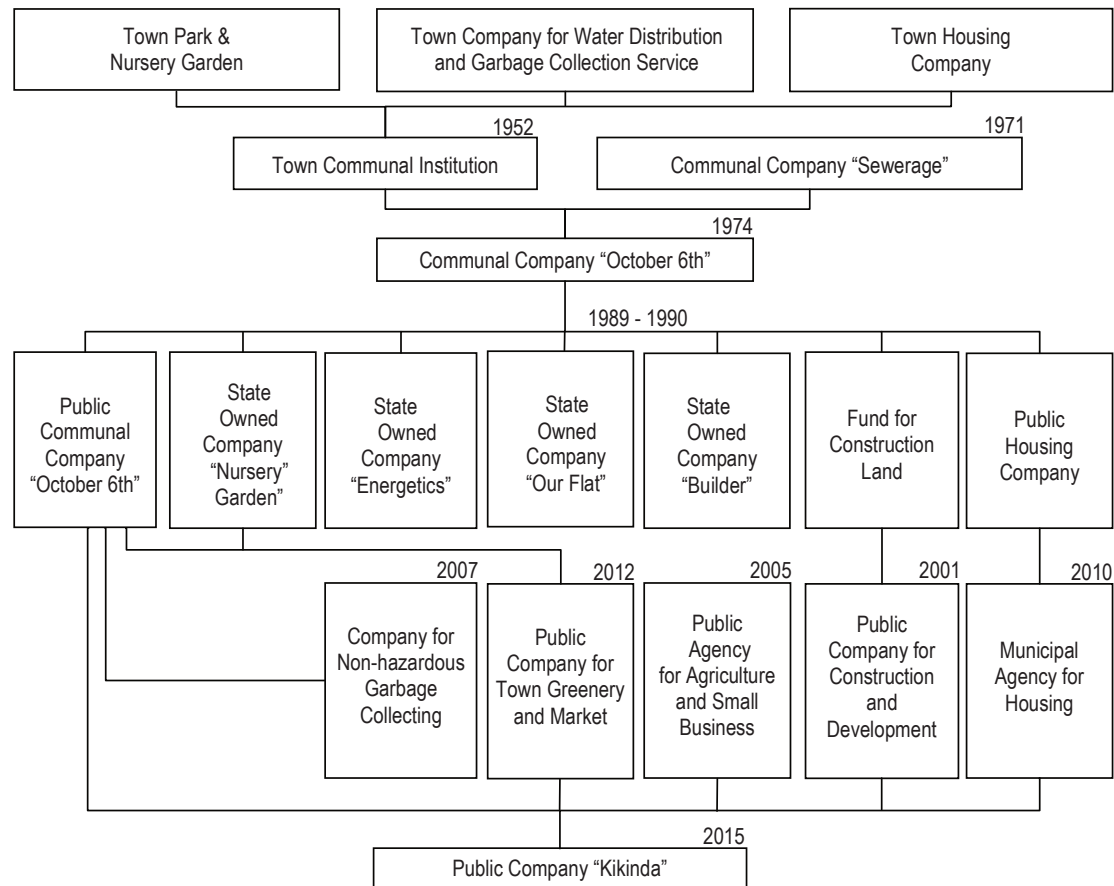 Town Park &
Nursery Garden
Town Company for Water Distribution
and Garbage Collection Service
Town Housing
Company
1952
Town Communal Institution
1971
Communal Company “Sewerage”
1974
Communal Company “October 6th”
1989 - 1990
Public
Communal
Company
“October 6th”
State
Owned
Company
“Nursery”
Garden”
State
Owned
Company
“Energetics”
State
Owned
Company
“Our Flat”
State
Owned
Company
“Builder”
Fund for
Construction
Land
Public
Housing
Company
2007
Company for
Non-hazardous
Garbage
Collecting
2012
Public
Company for
Town Greenery
and Market
2005
Public
Agency
for Agriculture
and Small
Business
2001
Public
Company for
Construction
and
Development
2010
Municipal
Agency for
Housing
2015
Public Company “Kikinda”